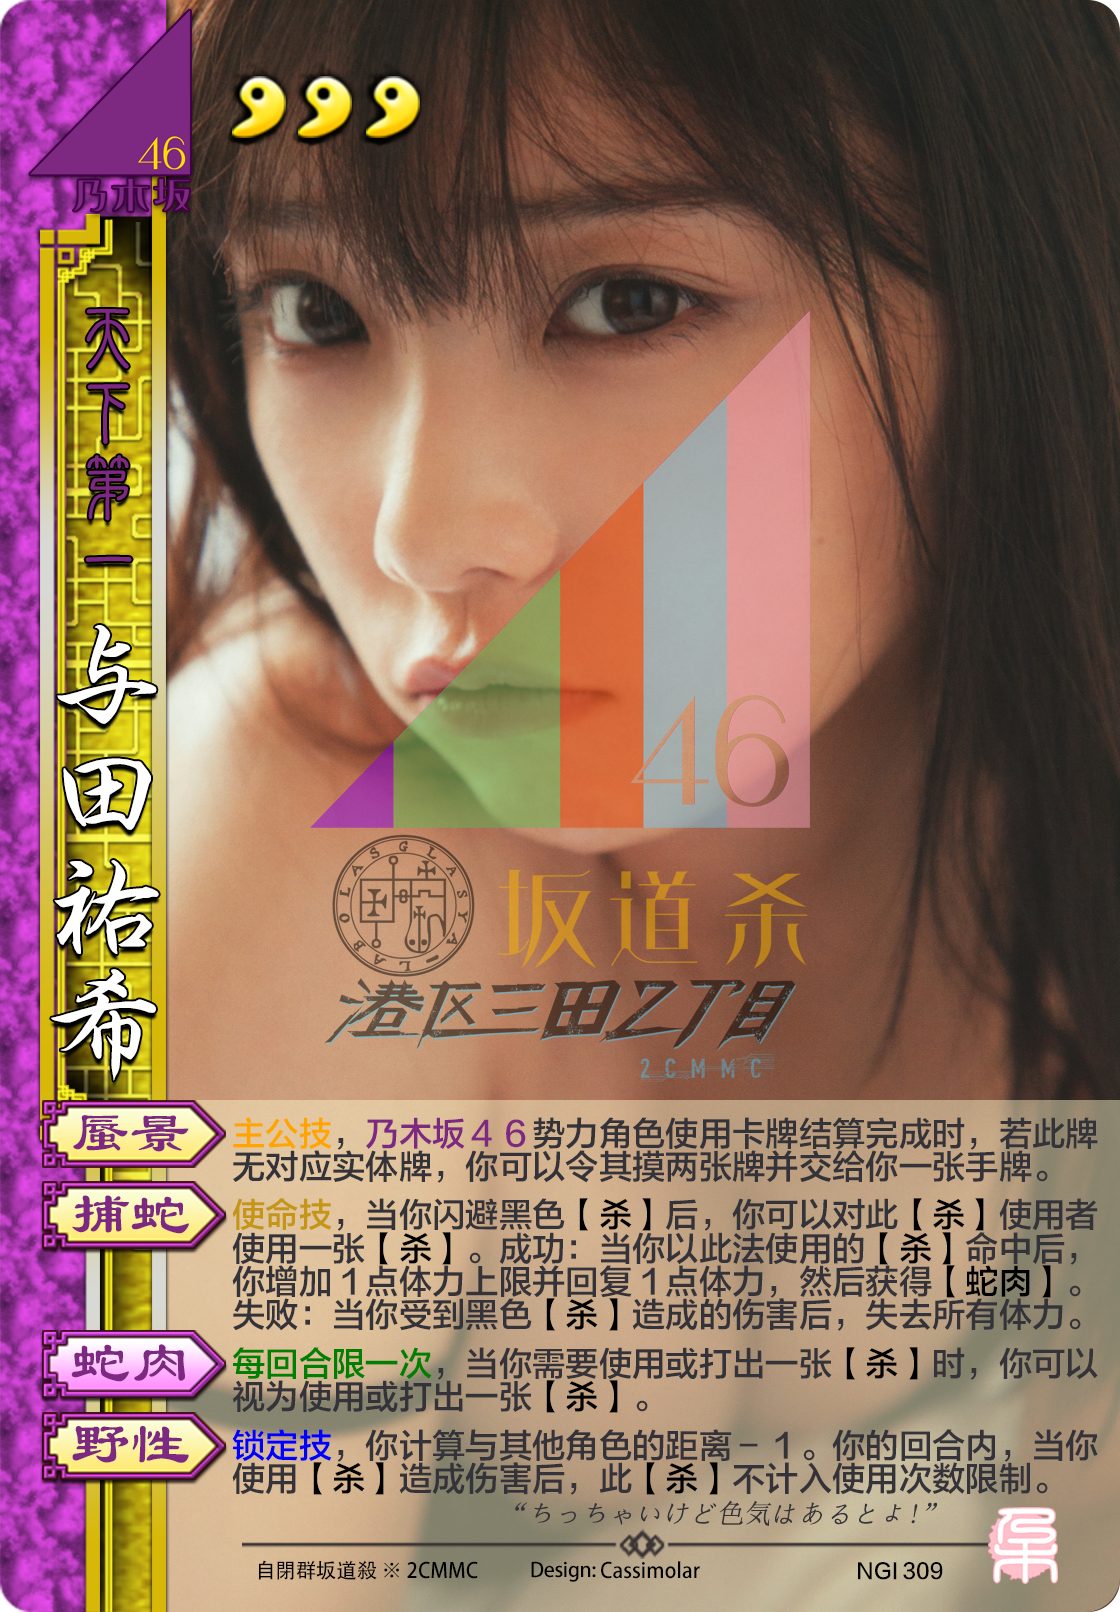 46
乃木坂
天下第一
与田祐希
46
GLASYA-LABOLAS
坂道杀
港区三田2丁目
2CMMC
蜃景
主公技，乃木坂４６势力角色使用卡牌结算完成时，若此牌
无对应实体牌，你可以令其摸两张牌并交给你一张手牌。
捕蛇
使命技，当你闪避黑色【杀】后，你可以对此【杀】使用者
使用一张【杀】。成功：当你以此法使用的【杀】命中后，
你增加１点体力上限并回复１点体力，然后获得【蛇肉】。
失败：当你受到黑色【杀】造成的伤害后，失去所有体力。
蛇肉
每回合限一次，当你需要使用或打出一张【杀】时，你可以
视为使用或打出一张【杀】。
野性
锁定技，你计算与其他角色的距离－１。你的回合内，当你
使用【杀】造成伤害后，此【杀】不计入使用次数限制。
“ちっちゃいけど色気はあるとよ！”
自閉群坂道殺 ※ 2CMMC Design: Cassimolar NGI 309